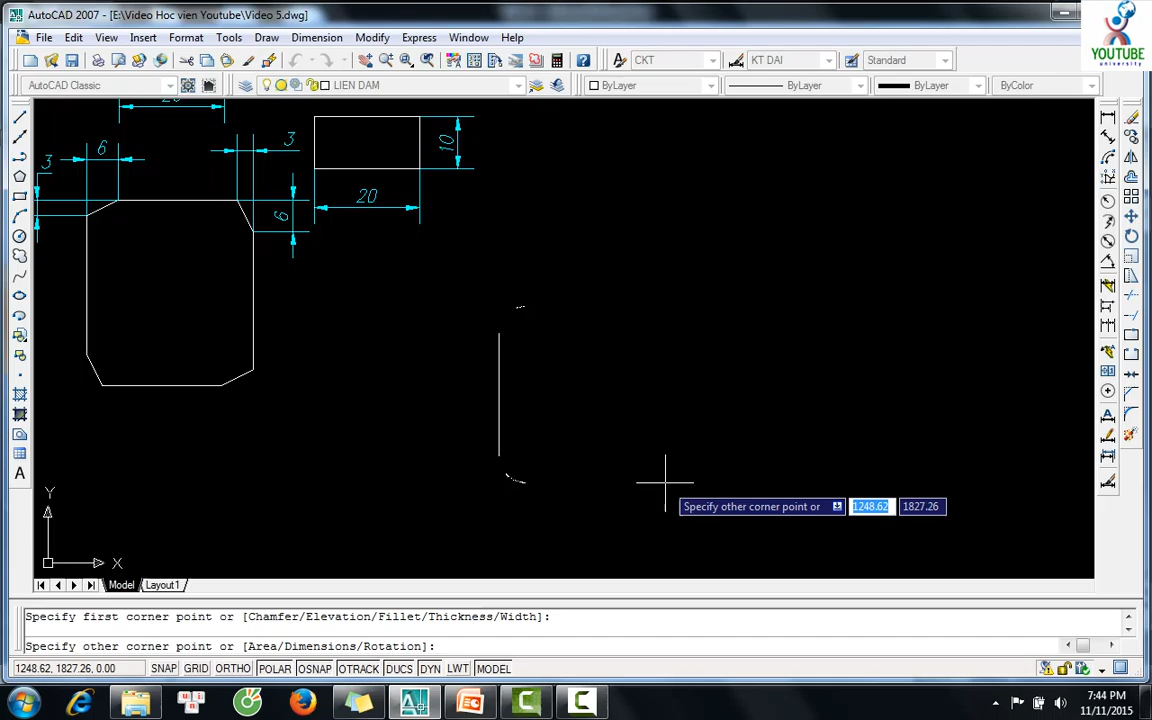 AutoCAD 2007 - [E:\Video Hoc vien Youtube\Video 5.dwg]
YOUTUBE
university
File Edit View Insert Format Tools Draw Dimension Modify Express Window Help
CKT KT DAI Standard
AutoCAD Classic LIEN DAM ByLayer ByLayer ByLayer ByColor
3
6
3
10
20
6
Specify other corner point or 1248.62 1827.26
Y
X
Model Layout1
Specify first corner point or [Chamfer/Elevation/Fillet/Thickness/Width]:
Specify other corner point or [Area/Dimensions/Rotation]:
1248.62, 1827.26, 0.00 SNAP GRID ORTHO POLAR OSNAP OTRACK DUCS DYN LWT MODEL
7:44 PM
11/11/2015